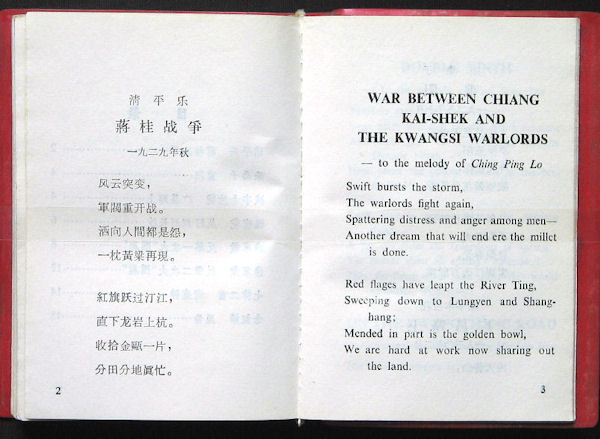 清平乐
蔣桂战爭
一九二九年秋
风云突变，
軍閥重开战。
洒向人間都是怨，
一枕黃粱再現。
紅旗跃过汀江，
直下龙岩上杭。
收拾金甌一片，
分田分地眞忙。
2
WAR BETWEEN CHIANG
KAI-SHEK AND
THE KWANGSI WARLORDS
— to the melody of Ching Ping Lo
Swift bursts the storm,
The warlords fight again,
Spattering distress and anger among men—
Another dream that will end ere the millet
is done.
Red flages have leapt the River Ting,
Sweeping down to Lungyen and Shang-
hang;
Mended in part is the golden bowl,
We are hard at work now sharing out
the land.
3